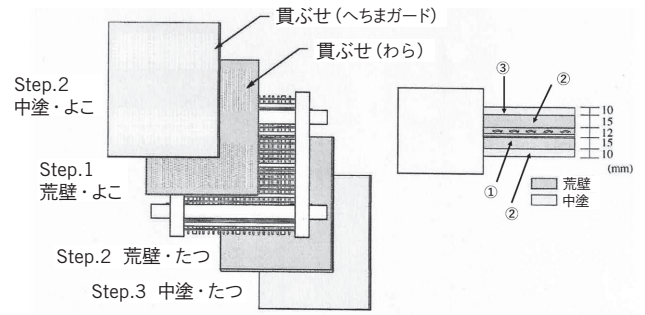 貫ぶせ（へちまガード）
貫ぶせ（わら）
Step.2
中塗・よこ
Step.1
荒壁・よこ
Step.2 荒壁・たつ
Step.3 中塗・たつ
③
②
10
15
12
15
10
(mm)
①
②
荒壁
中塗